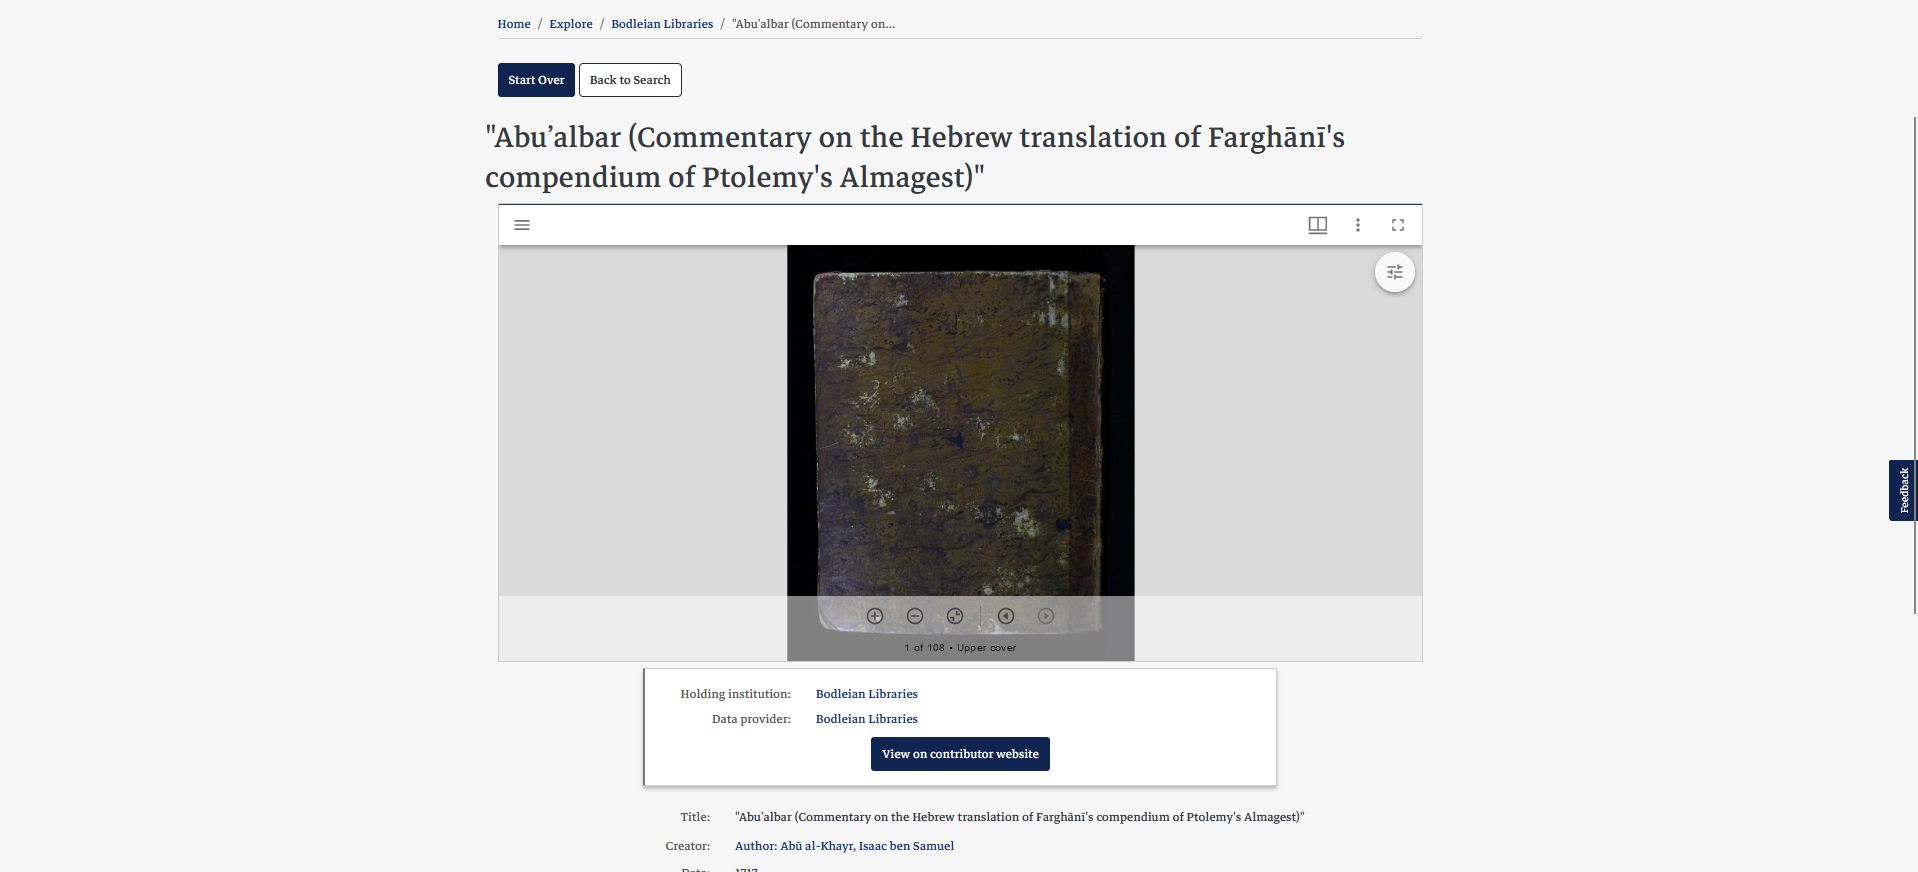 Home / Explore / Bodleian Libraries / "Abu’albar (Commentary on...
Start Over Back to Search
"Abu’albar (Commentary on the Hebrew translation of Farghānī's
compendium of Ptolemy's Almagest)"
1 of 108 • Upper cover
Feedback
Holding institution: Bodleian Libraries
Data provider: Bodleian Libraries
View on contributor website
Title: "Abu’albar (Commentary on the Hebrew translation of Farghānī's compendium of Ptolemy's Almagest)"
Creator: Author: Abū al-Khayr, Isaac ben Samuel